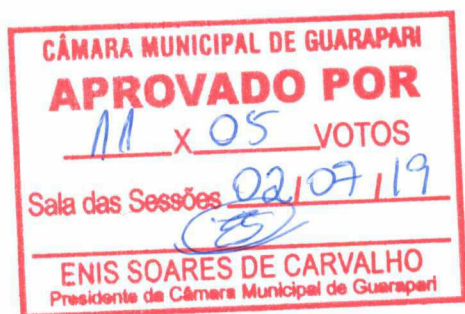 CÂMARA MUNICIPAL DE GUARAPARI
APROVADO POR
11 X 05 VOTOS
Sala das Sessões 02/07/19
ENIS SOARES DE CARVALHO
Presidente da Câmara Municipal de Guarapari